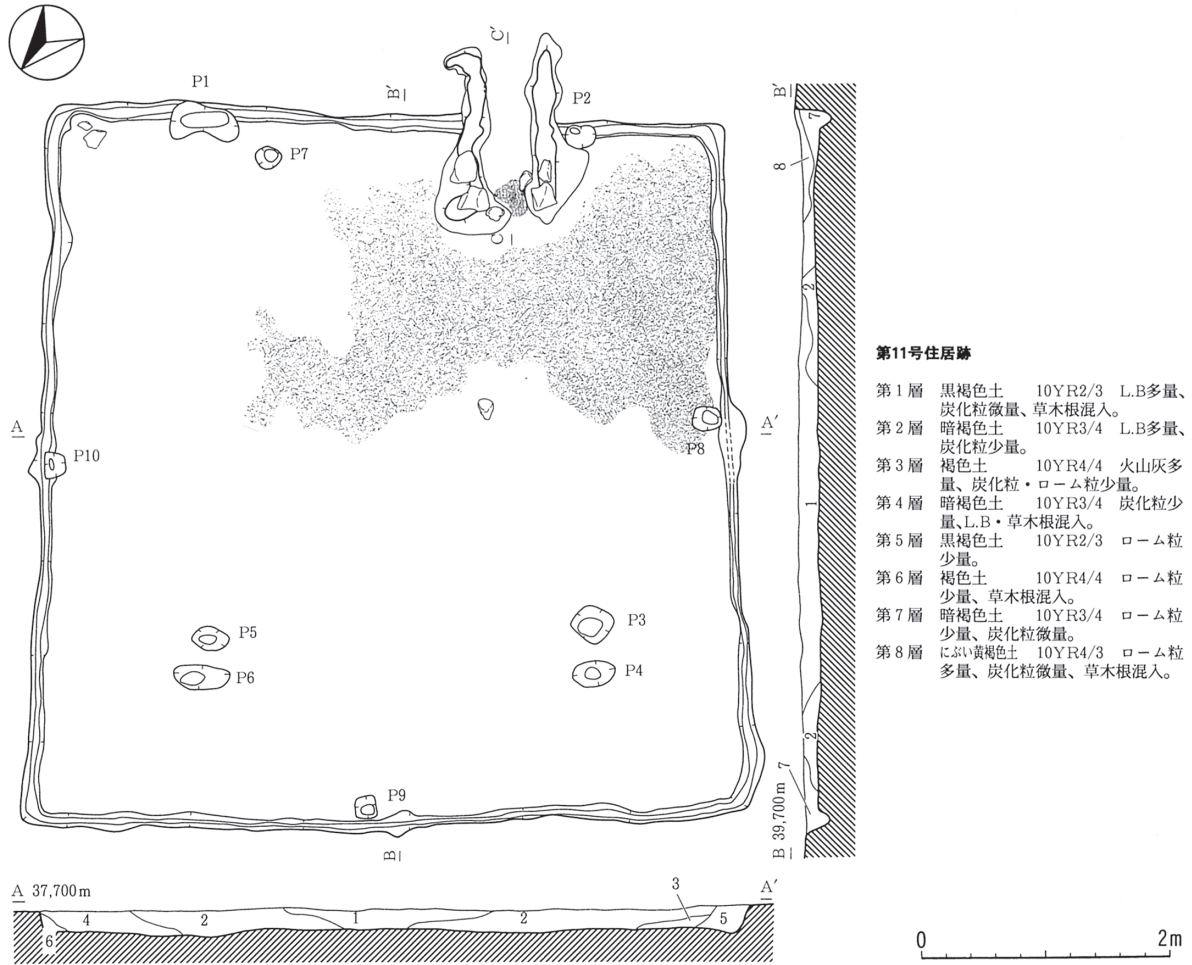 P1
B′
C′
P2
P7
C
A
A′
P8
P10
P3
P5
P4
P6
P9
B
B′
7
8
2
1
2
7
B 39,700m
A 37,700m
A′
4
2
1
2
3
5
6
第11号住居跡
第1層 黒褐色土 10YR2/3 L.B多量、
炭化粒微量、草木根混入。
第2層 暗褐色土 10YR3/4 L.B多量、
炭化粒少量。
第3層 褐色土 10YR4/4 火山灰多
量、炭化粒・ローム粒少量。
第4層 暗褐色土 10YR3/4 炭化粒少
量、L.B・草木根混入。
第5層 黒褐色土 10YR2/3 ローム粒
少量。
第6層 褐色土 10YR4/4 ローム粒
少量、草木根混入。
第7層 暗褐色土 10YR3/4 ローム粒
少量、炭化粒微量。
第8層 にぶい黄褐色土 10YR4/3 ローム粒
多量、炭化粒微量、草木根混入。
0 2m